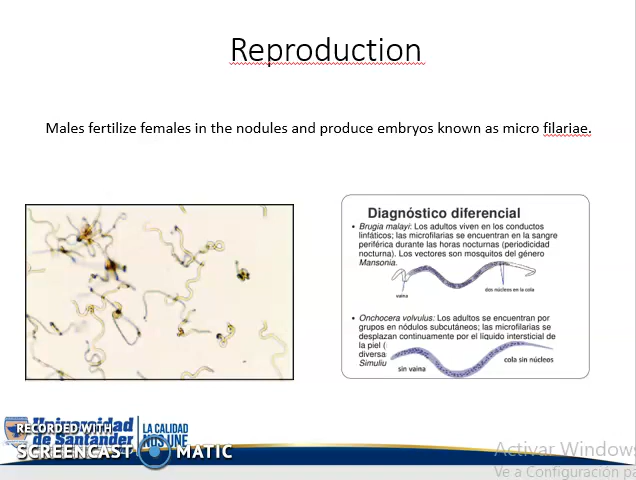 Reproduction
Males fertilize females in the nodules and produce embryos known as micro filariae.
Diagnóstico diferencial
• Brugia malayi: Los adultos viven en los conductos
linfáticos; las microfilarias se encuentran en la sangre
periférica durante las horas nocturnas (periodicidad
nocturna). Los vectores son mosquitos del género
Mansonia.
vaina
dos núcleos en la cola
• Onchocera volvulus: Los adultos se encuentran por
grupos en nódulos subcutáneos; las microfilarias se
desplazan continuamente por el líquido intersticial de
la piel (
diversa
Simuliu
sin vaina
cola sin núcleos
Universidad
de Santander
LA CALIDAD
NOS UNE
RECORDED WITH
SCREENCAST MATIC
Activar Windows
Ve a Configuración pa